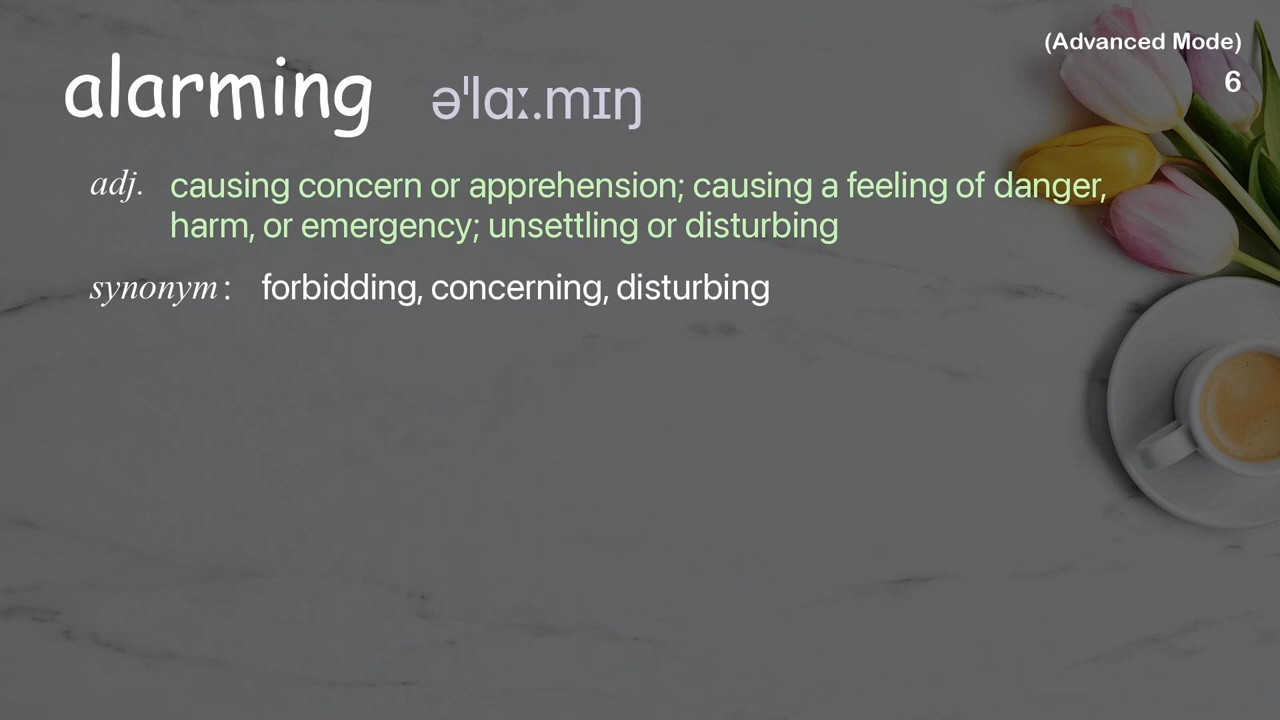 (Advanced Mode)
6
alarming əˈlɑː.mɪŋ
adj. causing concern or apprehension; causing a feeling of danger,
harm, or emergency; unsettling or disturbing
synonym : forbidding, concerning, disturbing